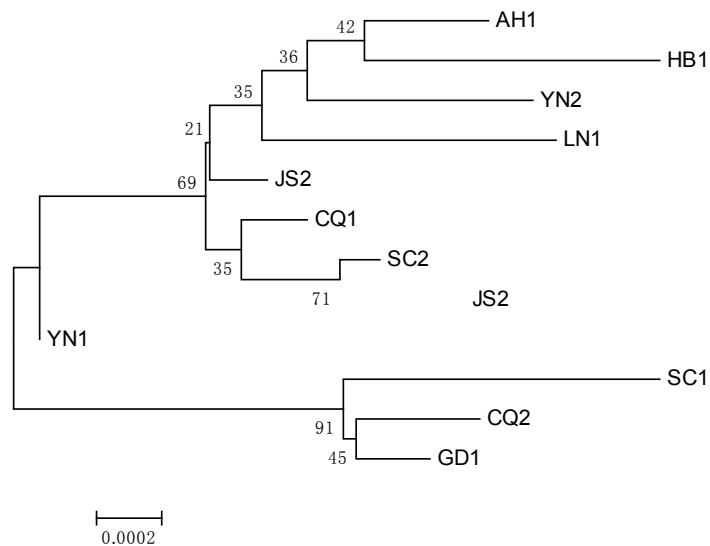 AH1
42
HB1
36
YN2
35
LN1
21
JS2
69
CQ1
SC2
35
71
JS2
YN1
SC1
CQ2
91
GD1
45
0.0002